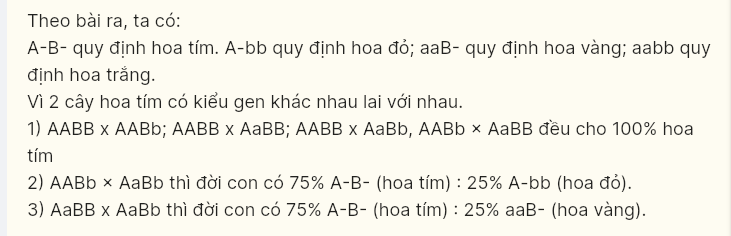 Theo bài ra, ta có:
A-B- quy định hoa tím. A-bb quy định hoa đỏ; aaB- quy định hoa vàng; aabb quy
định hoa trắng.
Vì 2 cây hoa tím có kiểu gen khác nhau lai với nhau.
1) AABB x AABb; AABB x AaBB; AABB x AaBb, AABb × AaBB đều cho 100% hoa
tím
2) AABb × AaBb thì đời con có 75% A-B- (hoa tím) : 25% A-bb (hoa đỏ).
3) AaBB x AaBb thì đời con có 75% A-B- (hoa tím) : 25% aaB- (hoa vàng).